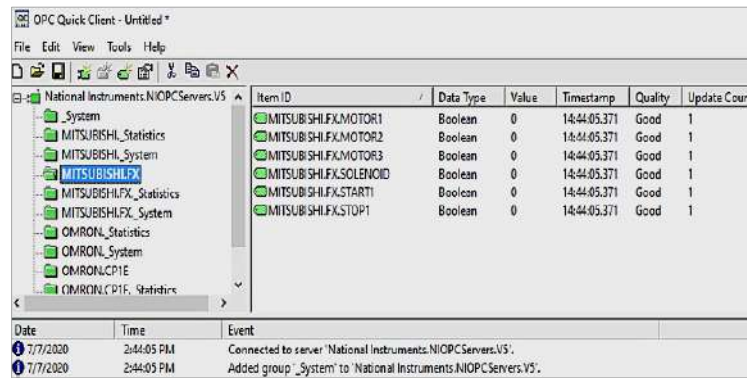 OPC Quick Client - Untitled *
File Edit View Tools Help
National Instruments.NIOPCServers.V5
_System
MITSUBISHI._Statistics
MITSUBISHI._System
MITSUBISHI.FX
MITSUBISHI.FX._Statistics
MITSUBISHI.FX._System
OMRON._Statistics
OMRON._System
OMRON.CP1E
OMRON.CP1E._Statistics
Item ID / Data Type Value Timestamp Quality Update Coun
MITSUBISHI.FX.MOTOR1 Boolean 0 14:44:05.371 Good 1
MITSUBISHI.FX.MOTOR2 Boolean 0 14:44:05.371 Good 1
MITSUBISHI.FX.MOTOR3 Boolean 0 14:44:05.371 Good 1
MITSUBISHI.FX.SOLENOID Boolean 0 14:44:05.371 Good 1
MITSUBISHI.FX.START1 Boolean 0 14:44:05.371 Good 1
MITSUBISHI.FX.STOP1 Boolean 0 14:44:05.371 Good 1
Date Time Event
7/7/2020 2:44:05 PM Connected to server 'National Instruments.NIOPCServers.V5'.
7/7/2020 2:44:05 PM Added group '_System' to 'National Instruments.NIOPCServers.V5'.